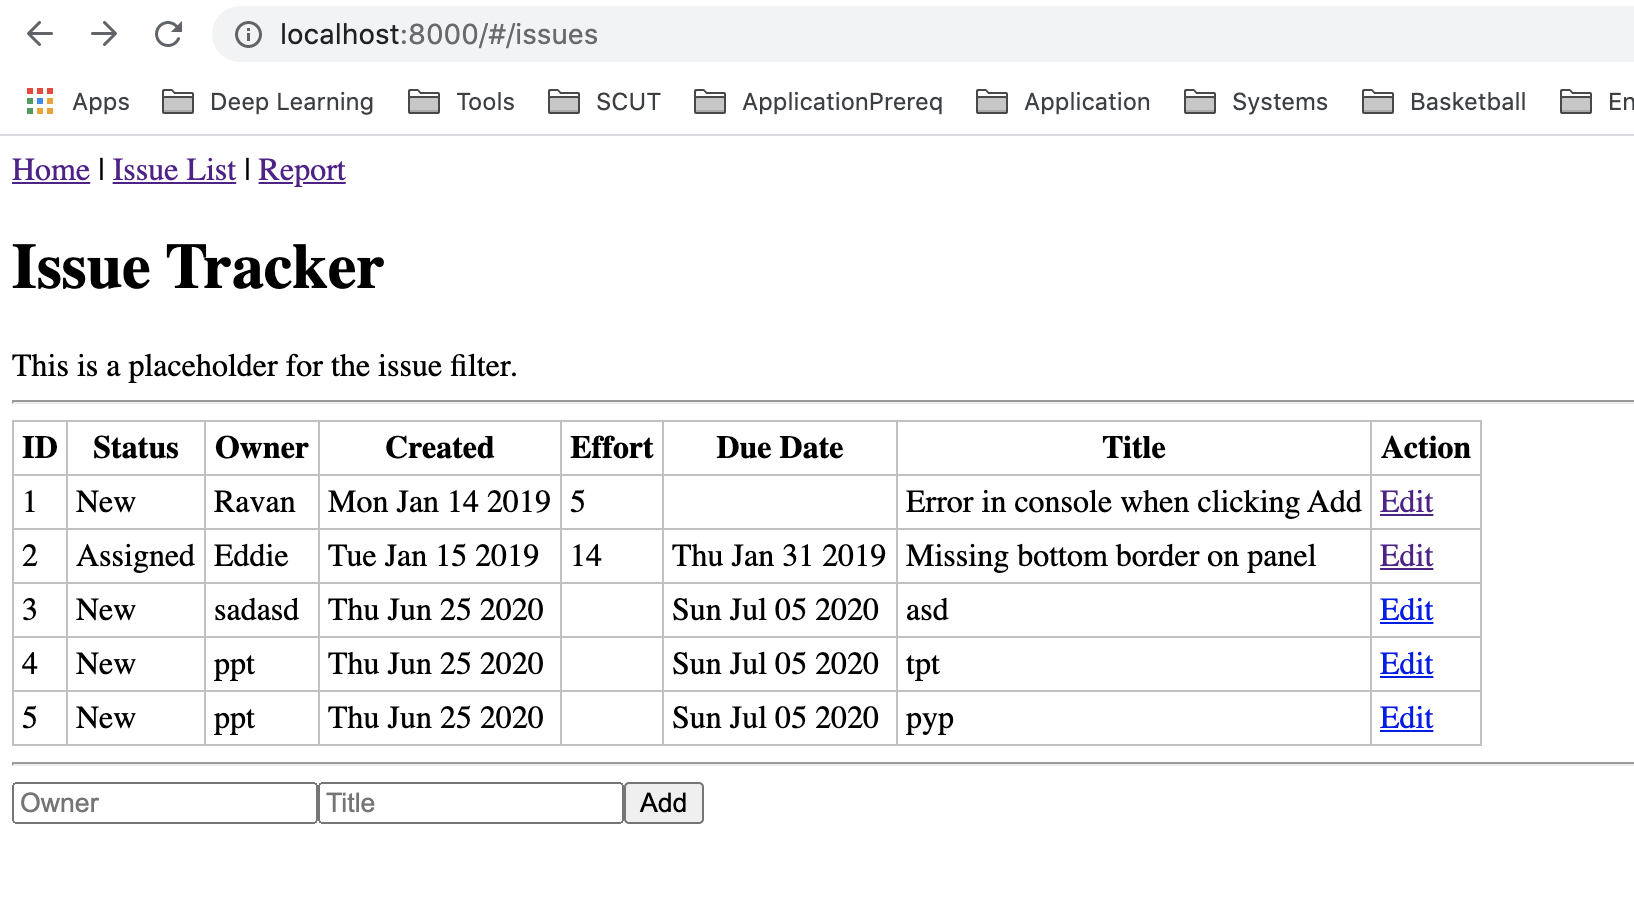 localhost:8000/#/issues
Apps Deep Learning Tools SCUT ApplicationPrereq Application Systems Basketball En
Home | Issue List | Report
Issue Tracker
This is a placeholder for the issue filter.
ID Status Owner Created Effort Due Date Title Action
1 New Ravan Mon Jan 14 2019 5 Error in console when clicking Add Edit
2 Assigned Eddie Tue Jan 15 2019 14 Thu Jan 31 2019 Missing bottom border on panel Edit
3 New sadasd Thu Jun 25 2020 Sun Jul 05 2020 asd Edit
4 New ppt Thu Jun 25 2020 Sun Jul 05 2020 tpt Edit
5 New ppt Thu Jun 25 2020 Sun Jul 05 2020 pyp Edit
Owner Title Add